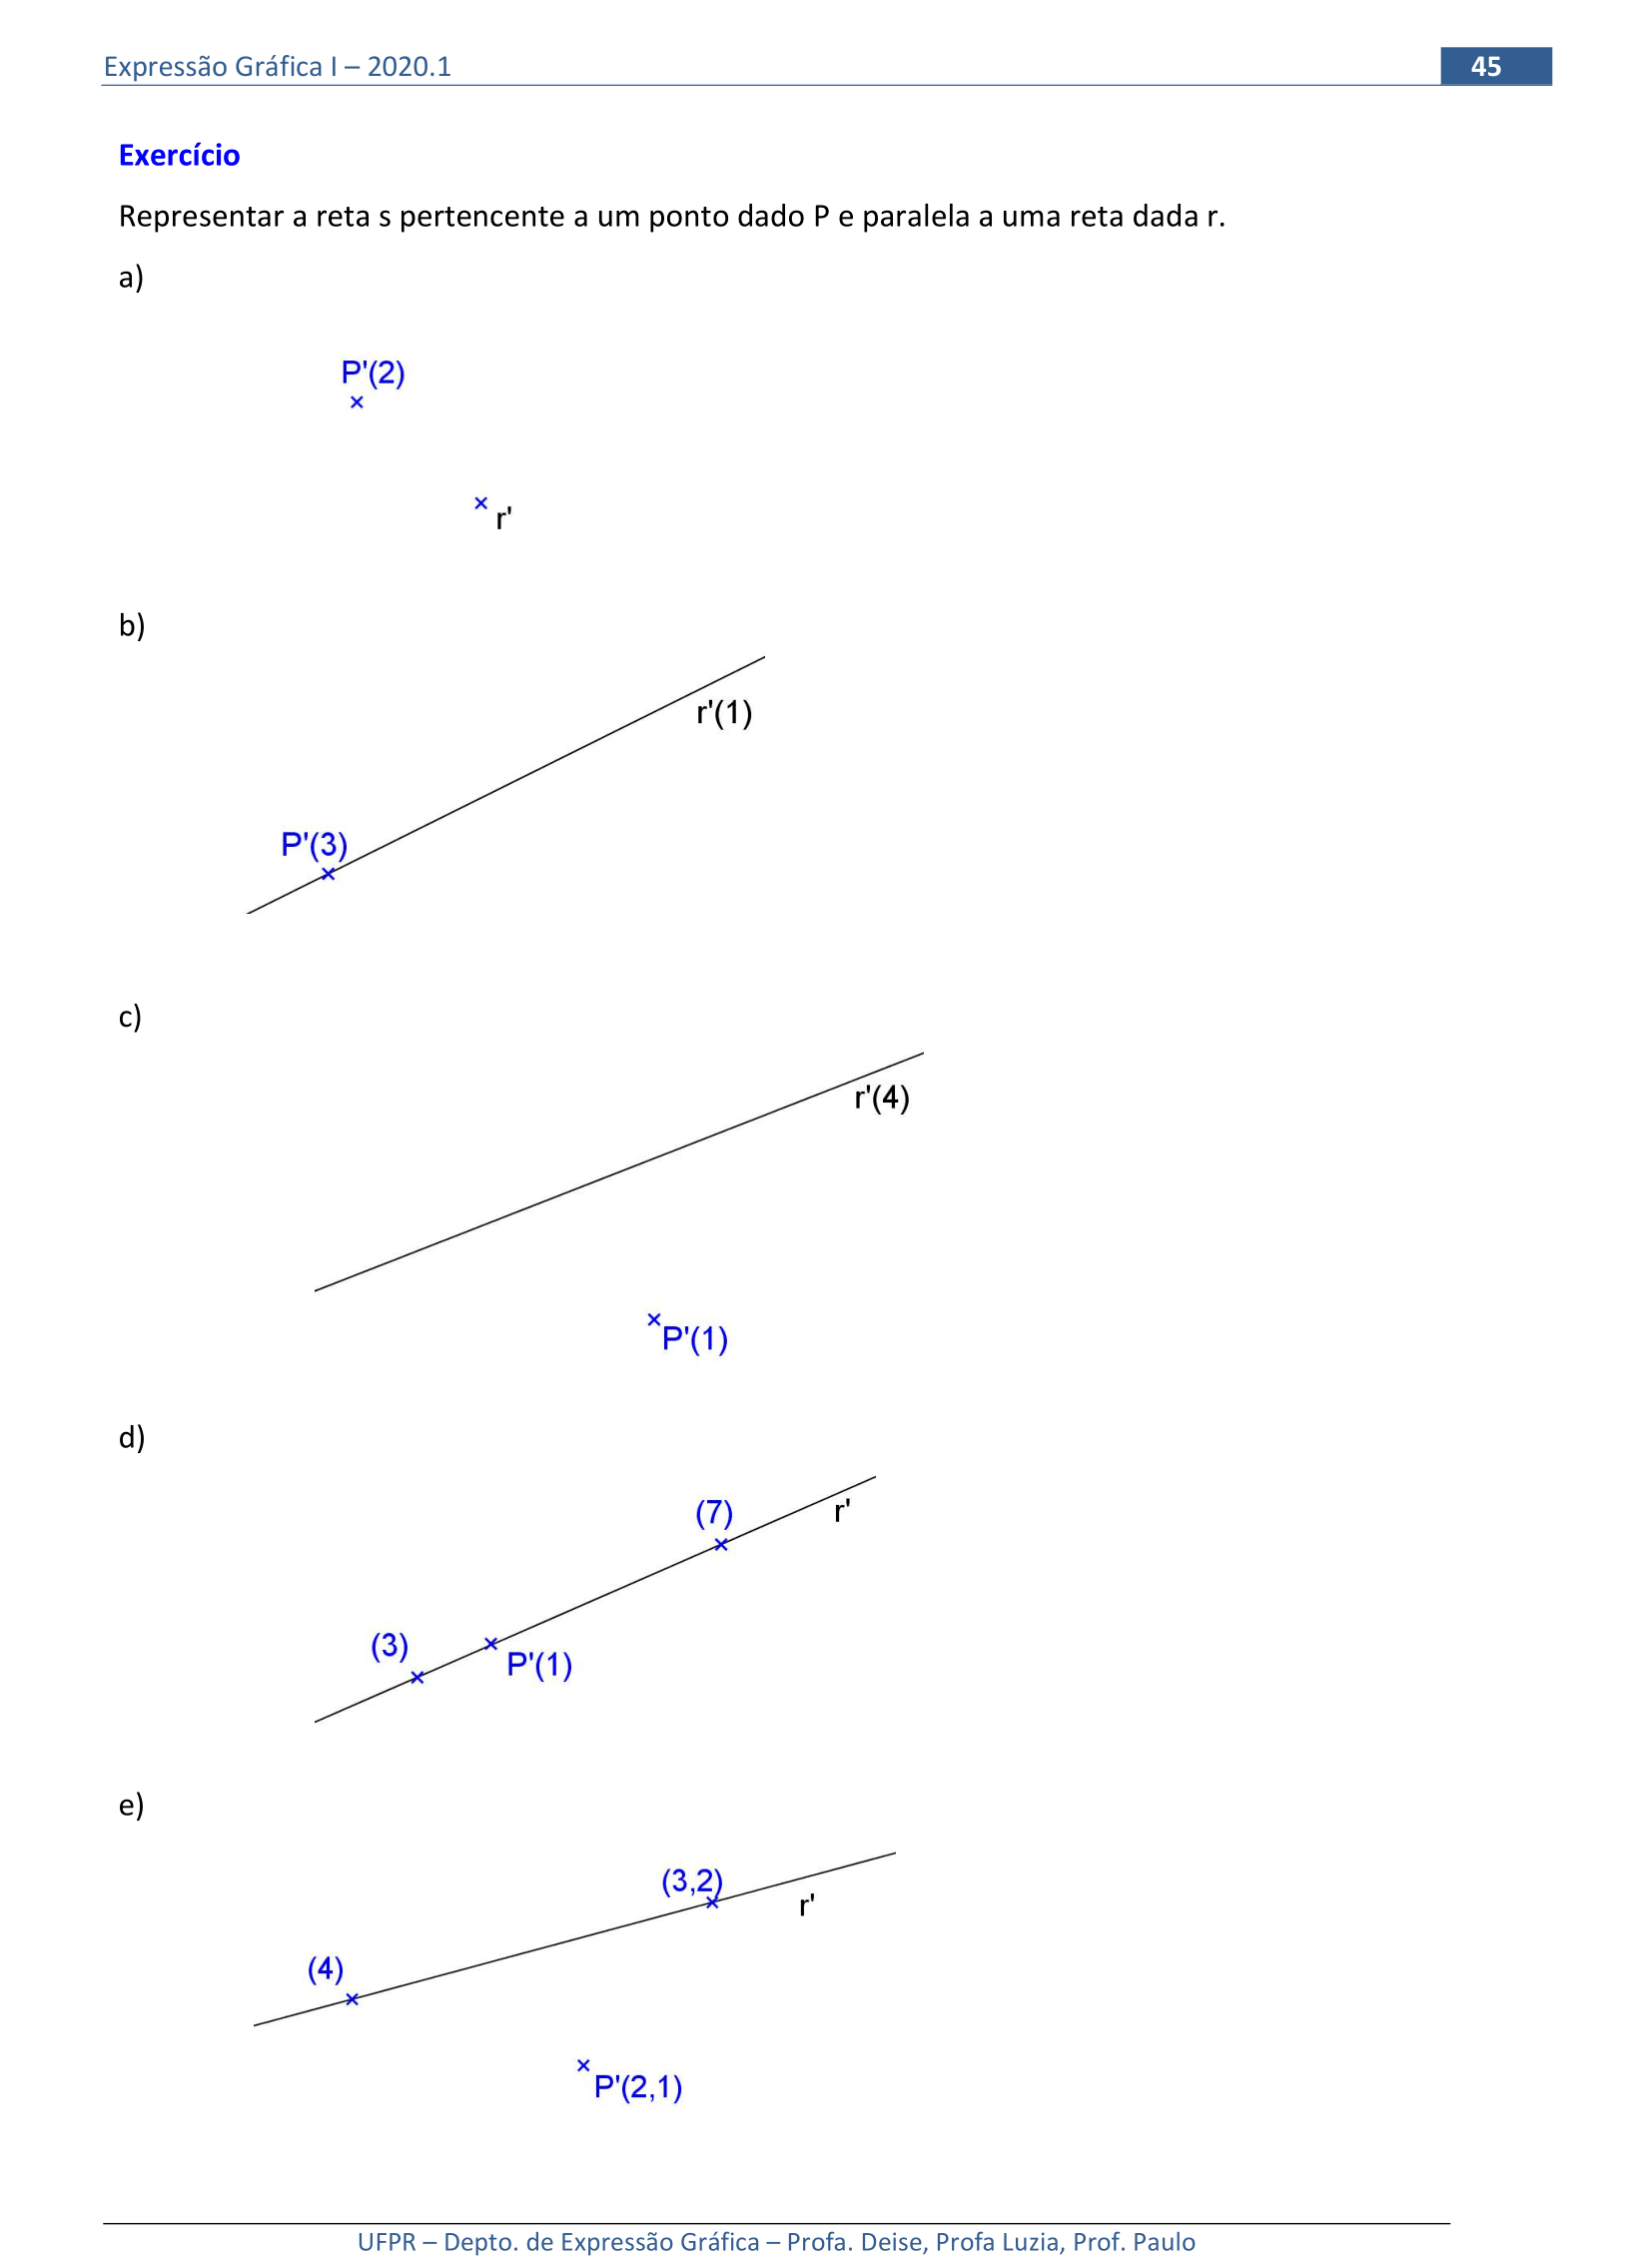 Expressão Gráfica I – 2020.1 45
Exercício
Representar a reta s pertencente a um ponto dado P e paralela a uma reta dada r.
a)
P'(2)
r'
b)
r'(1)
P'(3)
c)
r'(4)
P'(1)
d)
(7)
r'
(3)
P'(1)
e)
(3,2)
r'
(4)
P'(2,1)
UFPR – Depto. de Expressão Gráfica – Profa. Deise, Profa Luzia, Prof. Paulo